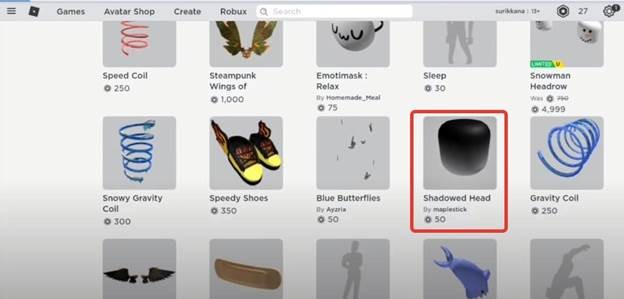 Games Avatar Shop Create Robux Search surikkana : 13+ 27 1
LIMITED U
Speed Coil Steampunk Emotimask : Sleep Snowman
250 Wings of Relax 30 Headrow
1,000 By Homemade_Meal Was 750
75 4,999
Snowy Gravity Speedy Shoes Blue Butterflies Shadowed Head Gravity Coil
Coil 350 By Ayzria By maplestick 250
300 50 50